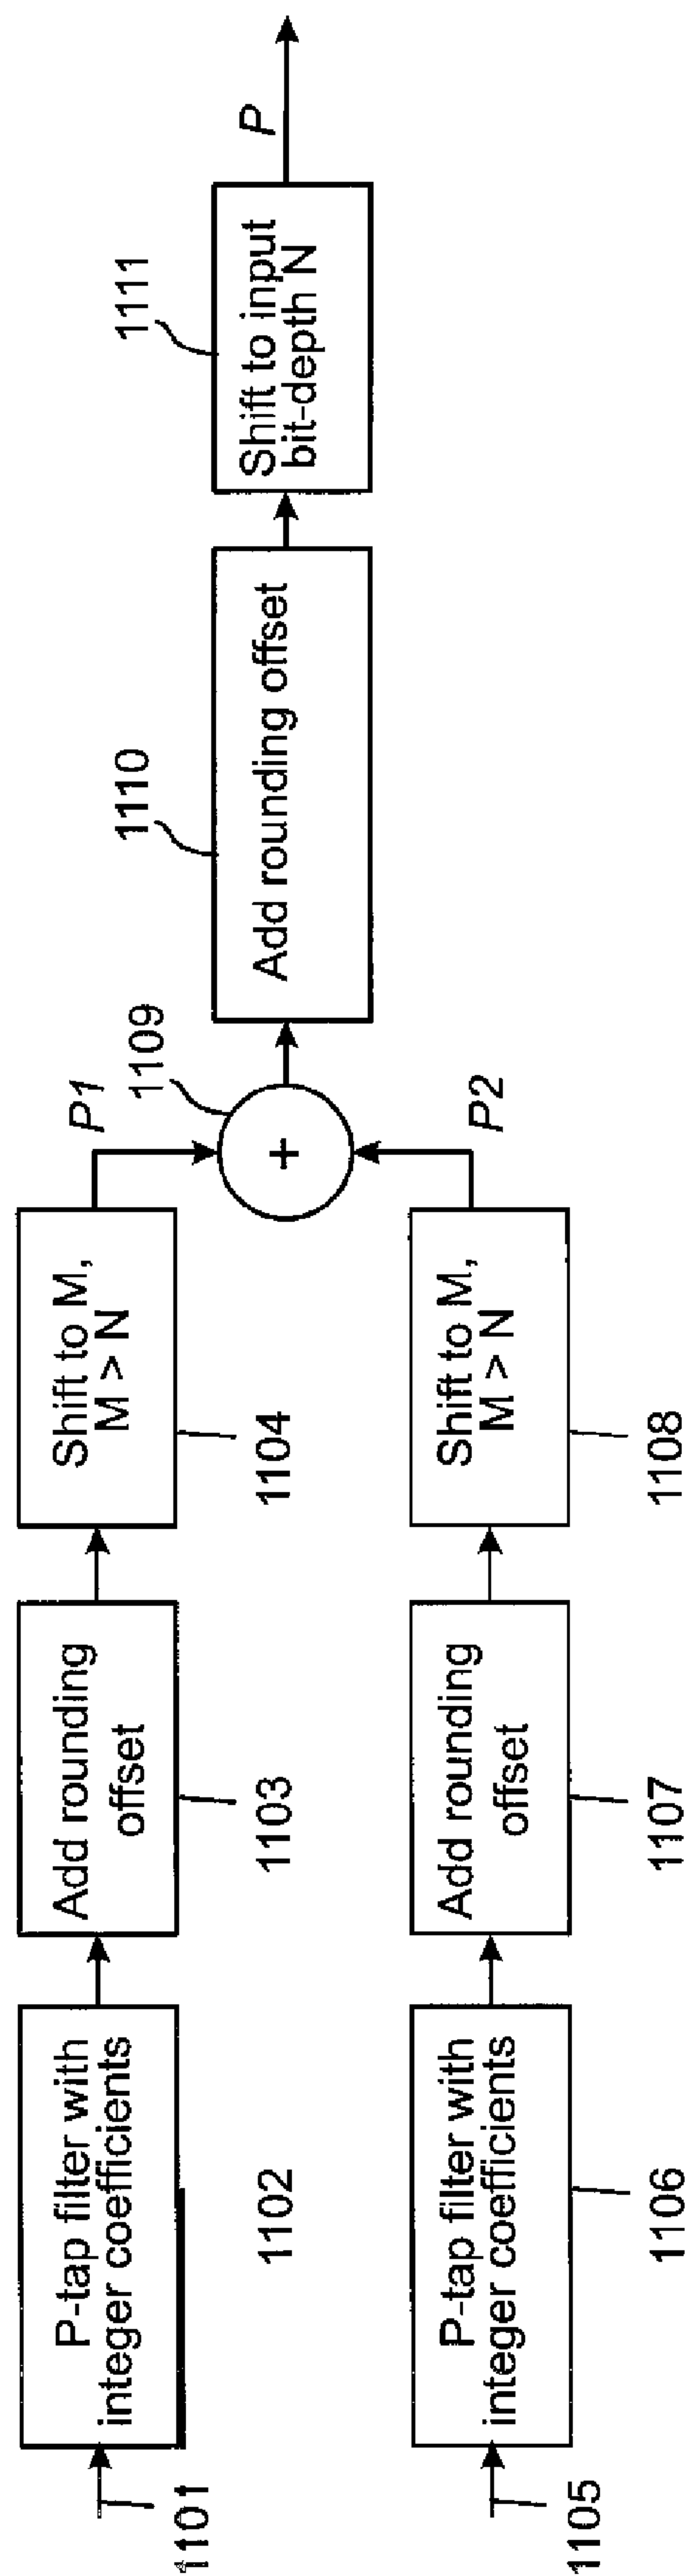 1101
P-tap filter with
integer coefficients
1102
Add rounding
offset
1103
Shift to M,
M > N
1104
P1
1105
P-tap filter with
integer coefficients
1106
Add rounding
offset
1107
Shift to M,
M > N
1108
P2
+
1109
Add rounding offset
1110
Shift to input
bit-depth N
1111
P